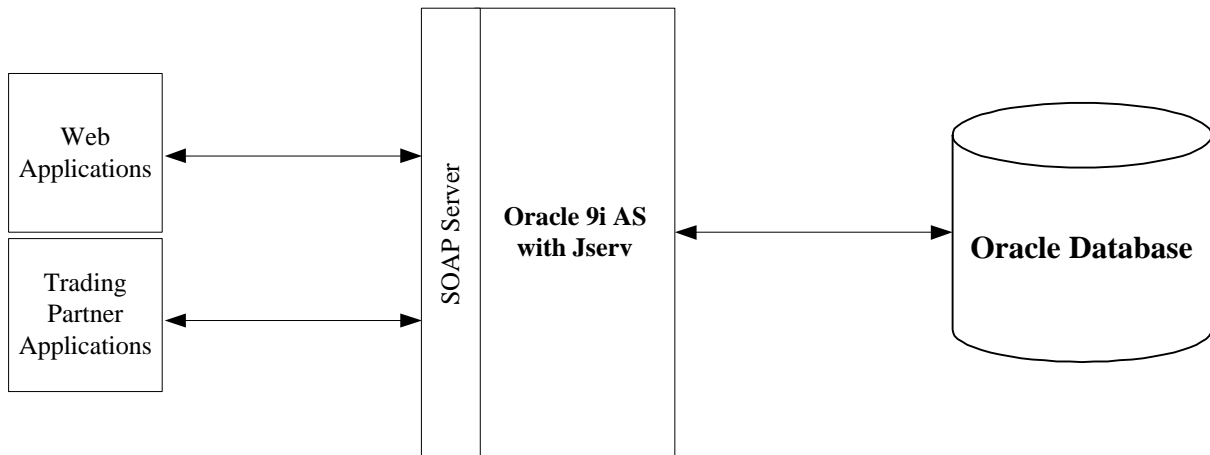 Web
Applications
Trading
Partner
Applications
SOAP Server
Oracle 9i AS
with Jserv
Oracle Database